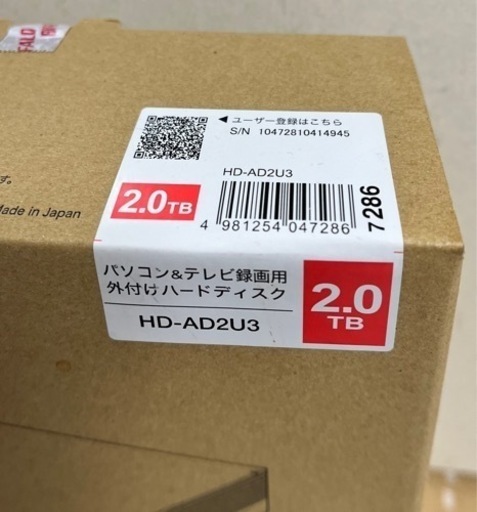 FALO
◀ ユーザー登録はこちら
S/N 10472810414945
HD-AD2U3
2.0TB
4 981254 047286
7286
す。
Made in Japan
パソコン&テレビ録画用
外付けハードディスク
HD-AD2U3
2.0
TB